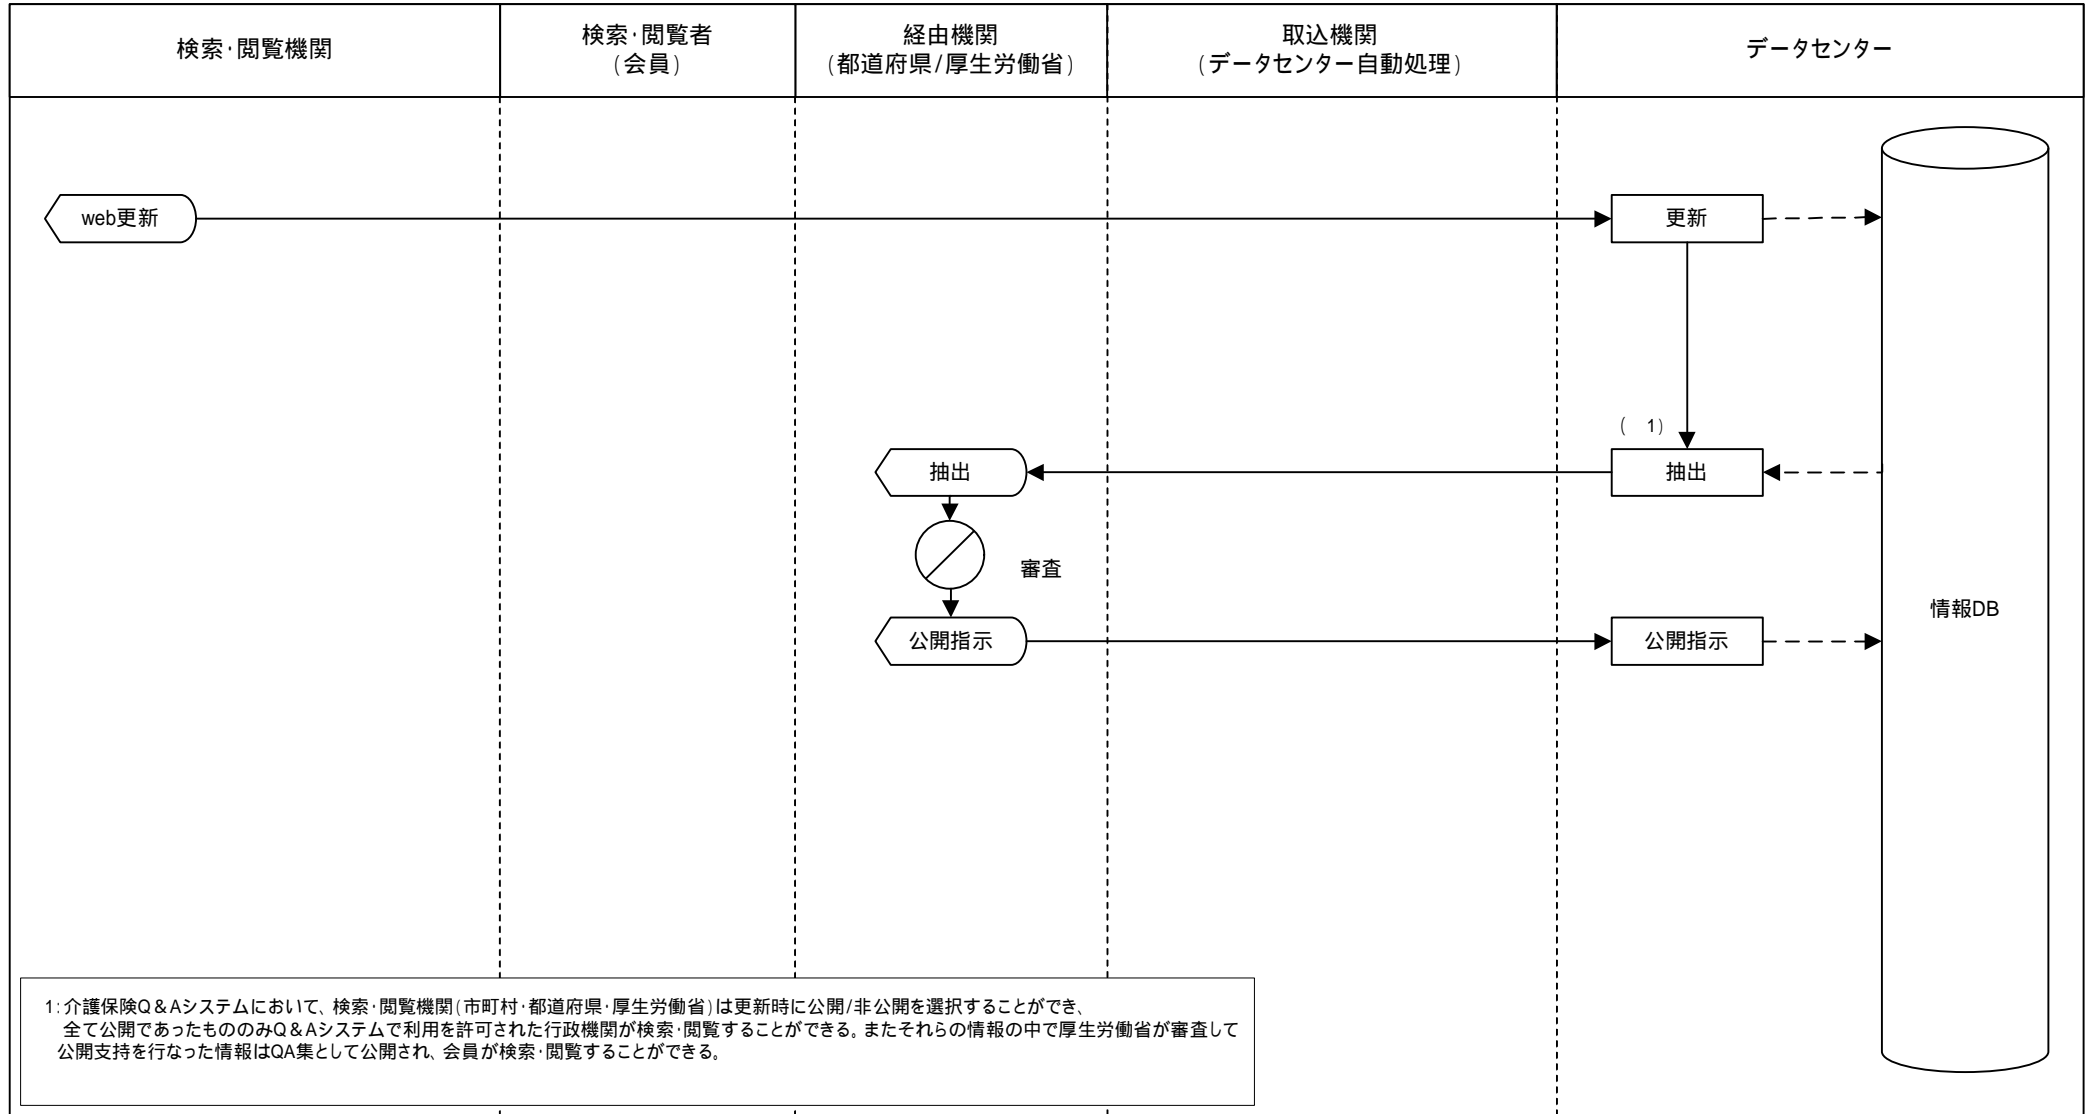 検索・閲覧機関
検索・閲覧者
(会員)
経由機関
(都道府県/厚生労働省)
取込機関
(データセンター自動処理)
データセンター
web更新
更新
( 1)
抽出
抽出
審査
公開指示
公開指示
情報DB
1:介護保険Q&Aシステムにおいて、検索・閲覧機関(市町村・都道府県・厚生労働省)は更新時に公開/非公開を選択することができ、
全て公開であったもののみQ&Aシステムで利用を許可された行政機関が検索・閲覧することができる。またそれらの情報の中で厚生労働省が審査して
公開支持を行なった情報はQA集として公開され、会員が検索・閲覧することができる。